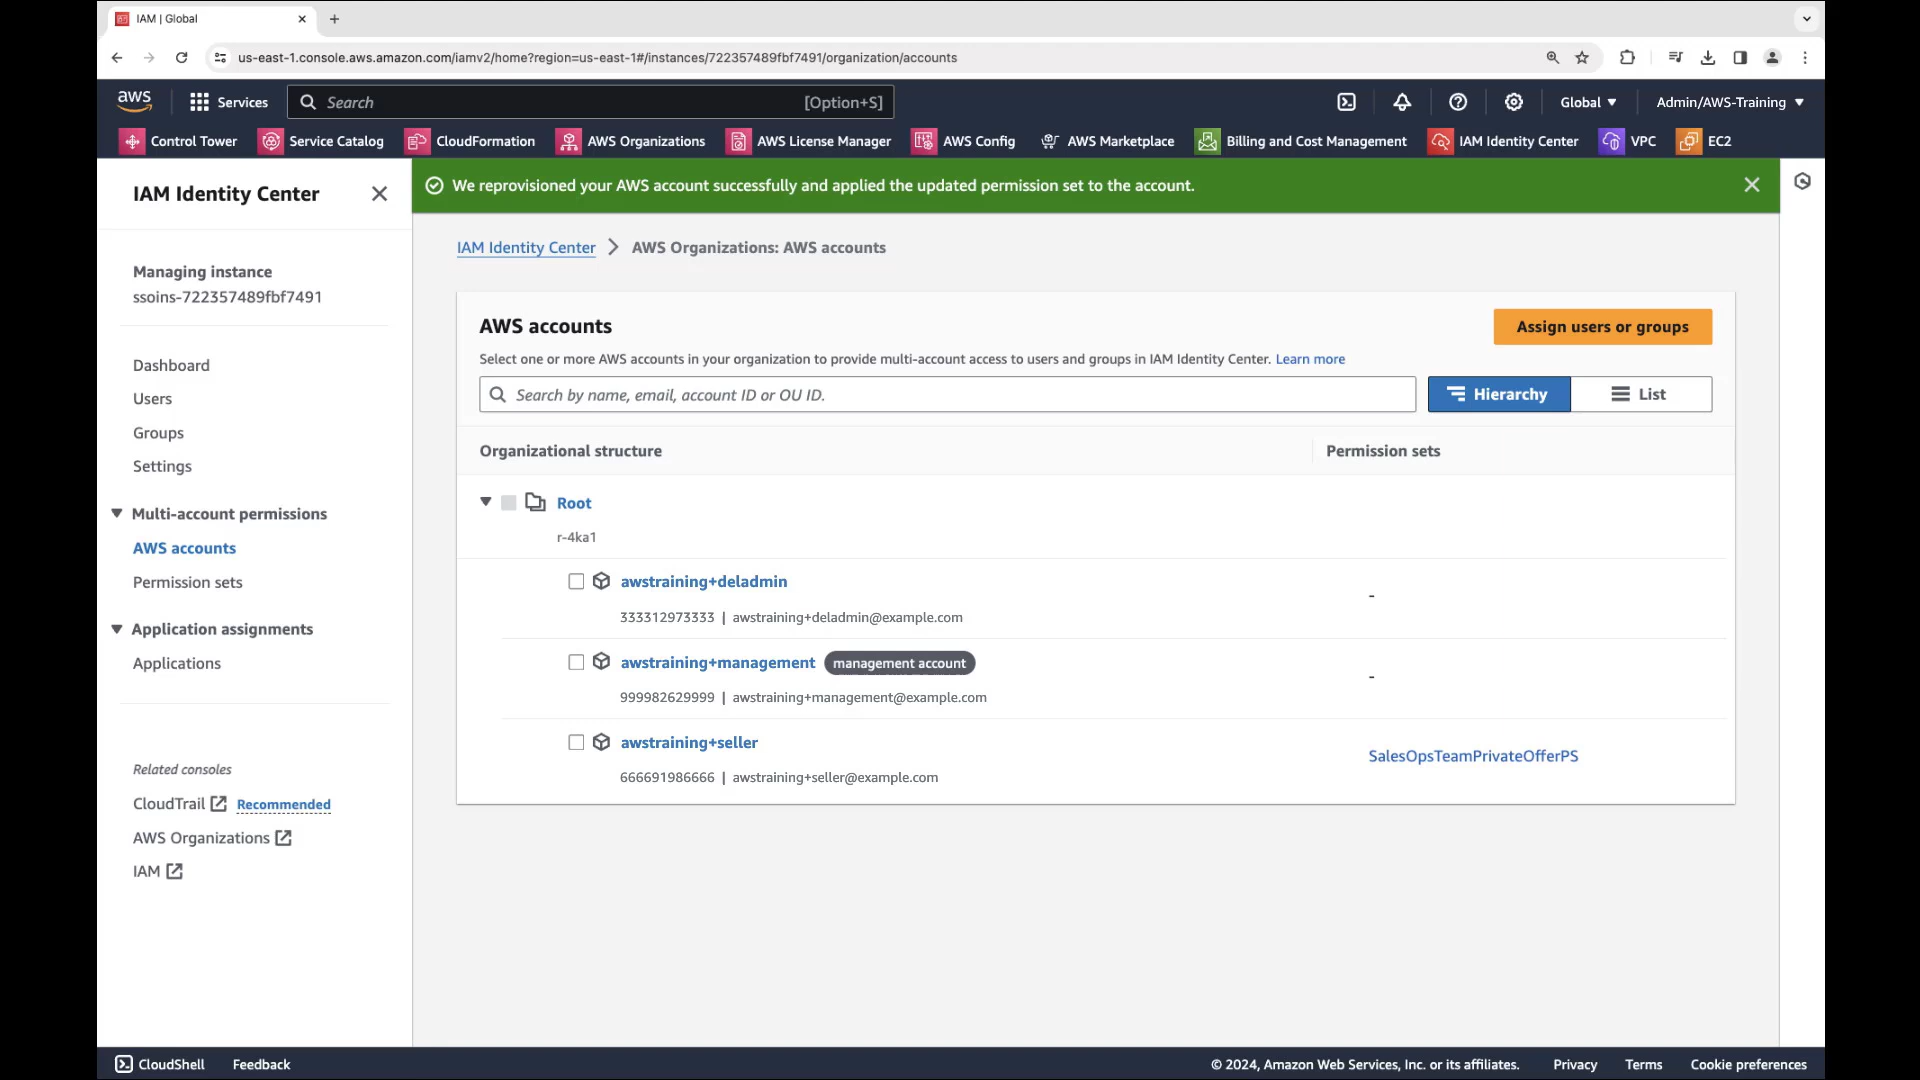 IAM | Global
us-east-1.console.aws.amazon.com/iamv2/home?region=us-east-1#/instances/722357489fbf7491/organization/accounts
aws
Services
Search
[Option+S]
Global
Admin/AWS-Training
Control Tower
Service Catalog
CloudFormation
AWS Organizations
AWS License Manager
AWS Config
AWS Marketplace
Billing and Cost Management
IAM Identity Center
VPC
EC2
IAM Identity Center
Managing instance
ssoins-722357489fbf7491
Dashboard
Users
Groups
Settings
Multi-account permissions
AWS accounts
Permission sets
Application assignments
Applications
Related consoles
CloudTrail Recommended
AWS Organizations
IAM
We reprovisioned your AWS account successfully and applied the updated permission set to the account.
IAM Identity Center > AWS Organizations: AWS accounts
AWS accounts
Assign users or groups
Select one or more AWS accounts in your organization to provide multi-account access to users and groups in IAM Identity Center. Learn more
Search by name, email, account ID or OU ID.
Hierarchy
List
Organizational structure
Permission sets
Root
r-4ka1
awstraining+deladmin
333312973333 | awstraining+deladmin@example.com
-
awstraining+management management account
999982629999 | awstraining+management@example.com
-
awstraining+seller
666691986666 | awstraining+seller@example.com
SalesOpsTeamPrivateOfferPS
CloudShell
Feedback
© 2024, Amazon Web Services, Inc. or its affiliates.
Privacy
Terms
Cookie preferences